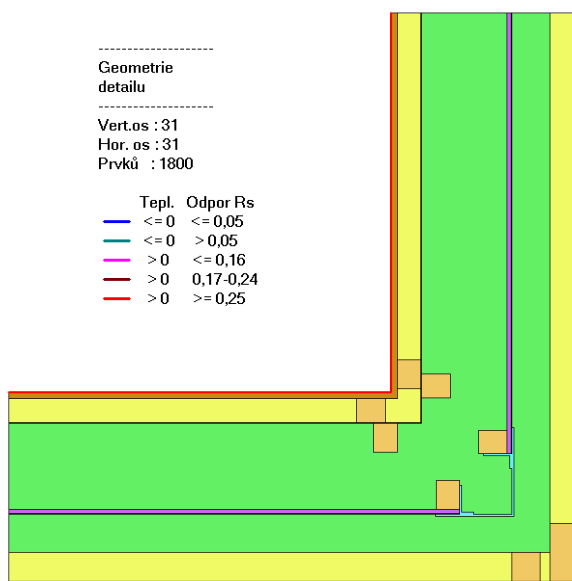 -----------------------
Geometrie
detailu
-----------------------
Vert.os : 31
Hor. os : 31
Prvků : 1800
Tepl. Odpor Rs
<= 0 <= 0,05
<= 0 > 0,05
> 0 <= 0,16
> 0 0,17-0,24
> 0 >= 0,25